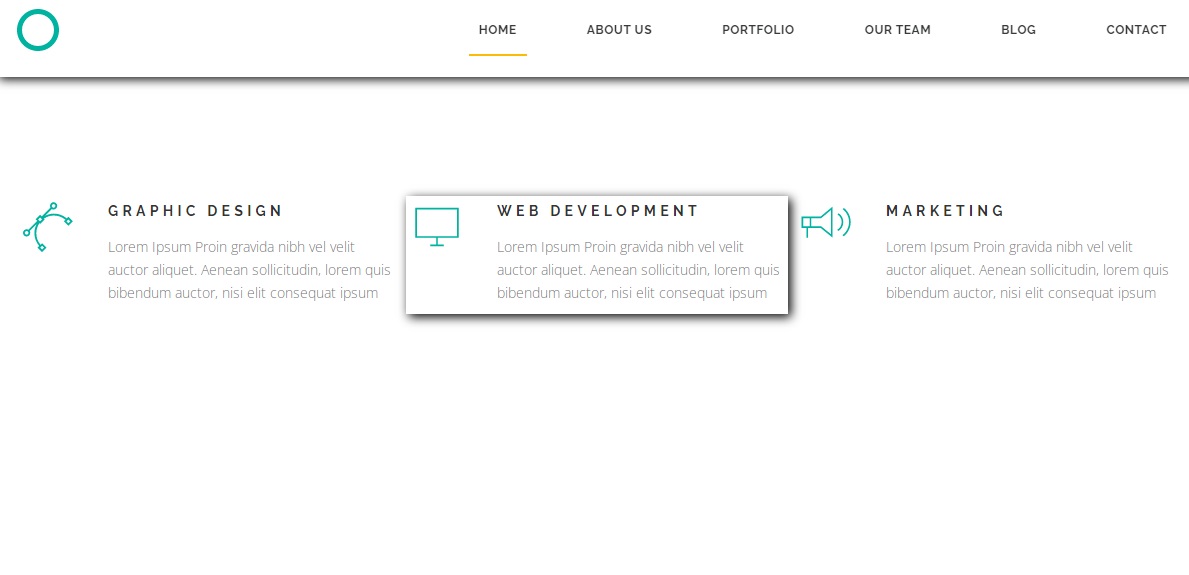 HOME ABOUT US PORTFOLIO OUR TEAM BLOG CONTACT
GRAPHIC DESIGN
Lorem Ipsum Proin gravida nibh vel velit
auctor aliquet. Aenean sollicitudin, lorem quis
bibendum auctor, nisi elit consequat ipsum
WEB DEVELOPMENT
Lorem Ipsum Proin gravida nibh vel velit
auctor aliquet. Aenean sollicitudin, lorem quis
bibendum auctor, nisi elit consequat ipsum
MARKETING
Lorem Ipsum Proin gravida nibh vel velit
auctor aliquet. Aenean sollicitudin, lorem quis
bibendum auctor, nisi elit consequat ipsum